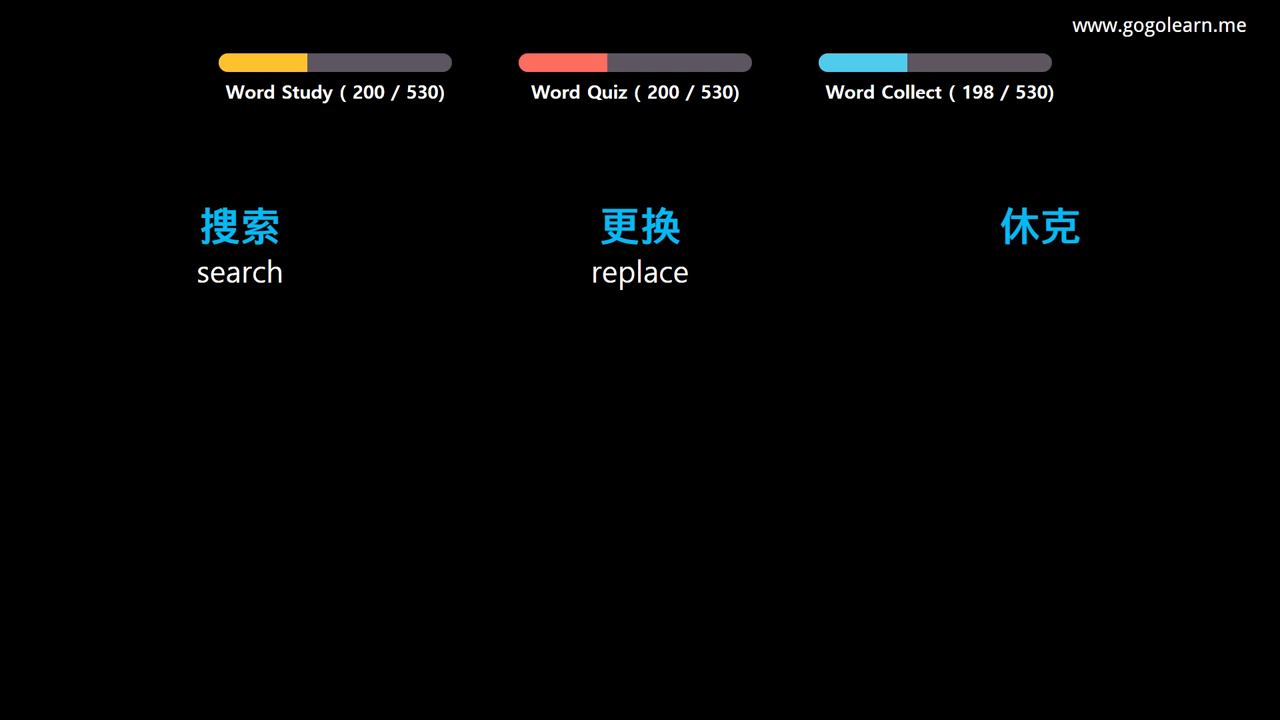 www.gogolearn.me
Word Study ( 200 / 530)
Word Quiz ( 200 / 530)
Word Collect ( 198 / 530)
搜索
更换
休克
search
replace